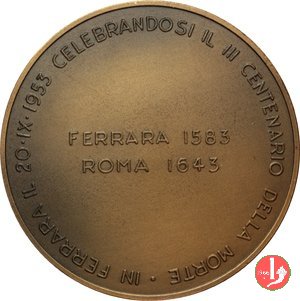 IN FERRARA IL 20·IX·1953 CELEBRANDOSI IL III CENTENARIO DELLA MORTE ·
FERRARA 1583
ROMA 1643